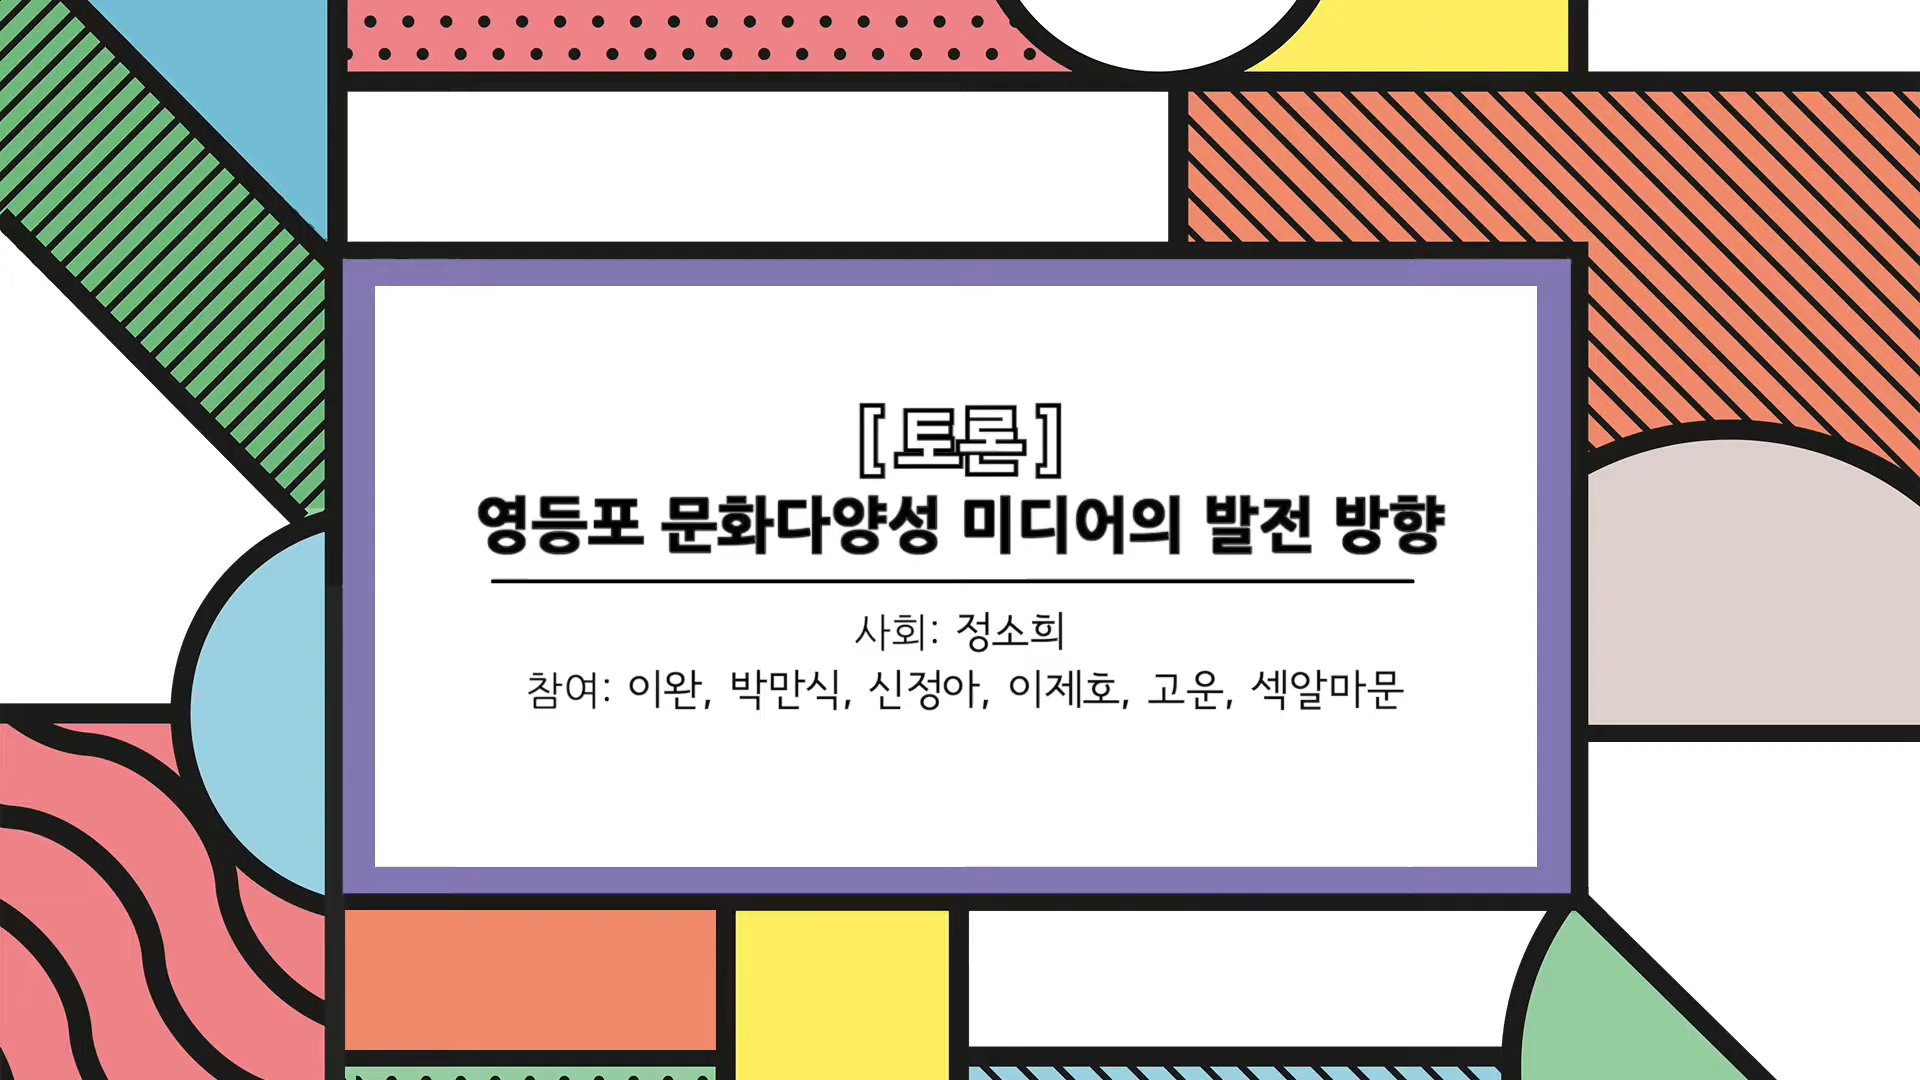 [토론]
영등포 문화다양성 미디어의 발전 방향
사회: 정소희
참여: 이완, 박만식, 신정아, 이제호, 고운, 섹알마문